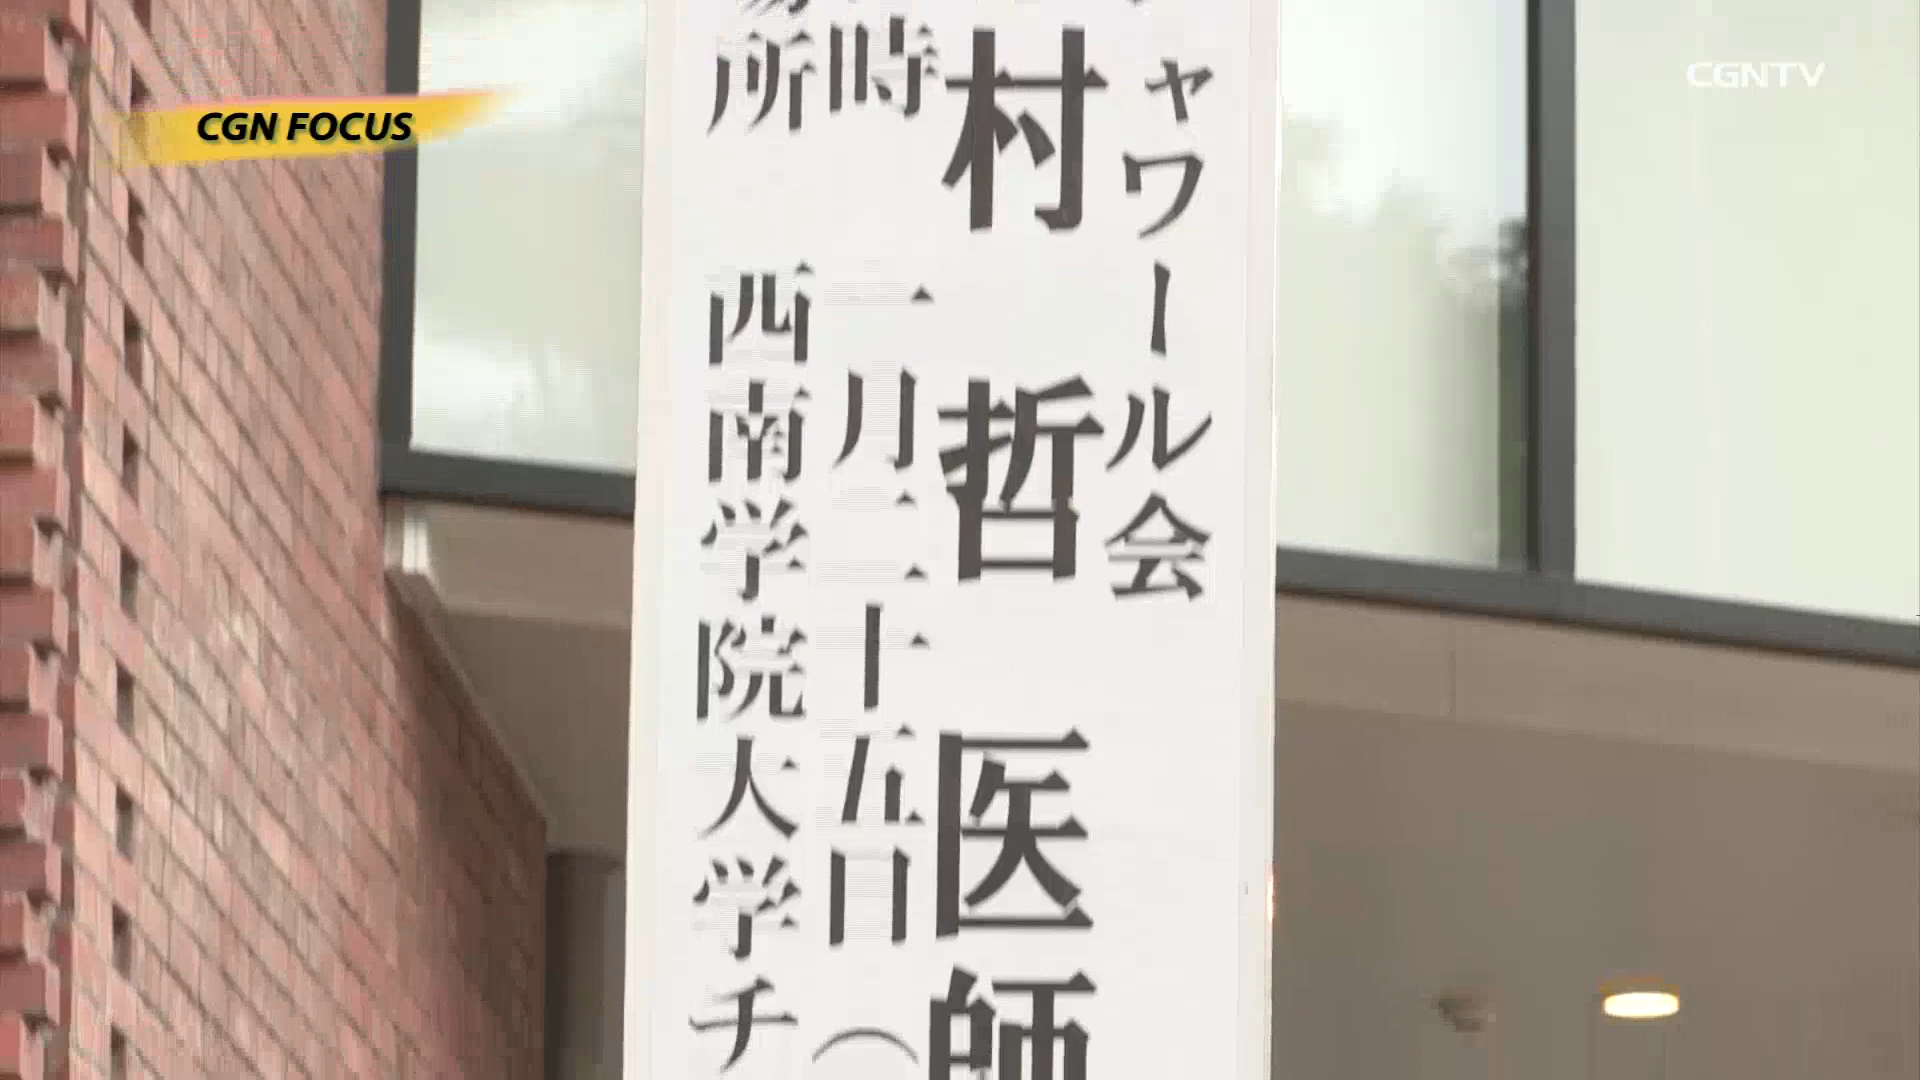 CGN FOCUS
CGNTV
ャワール会
村哲医師
時 一月二十五日(
場所 西南学院大学チ